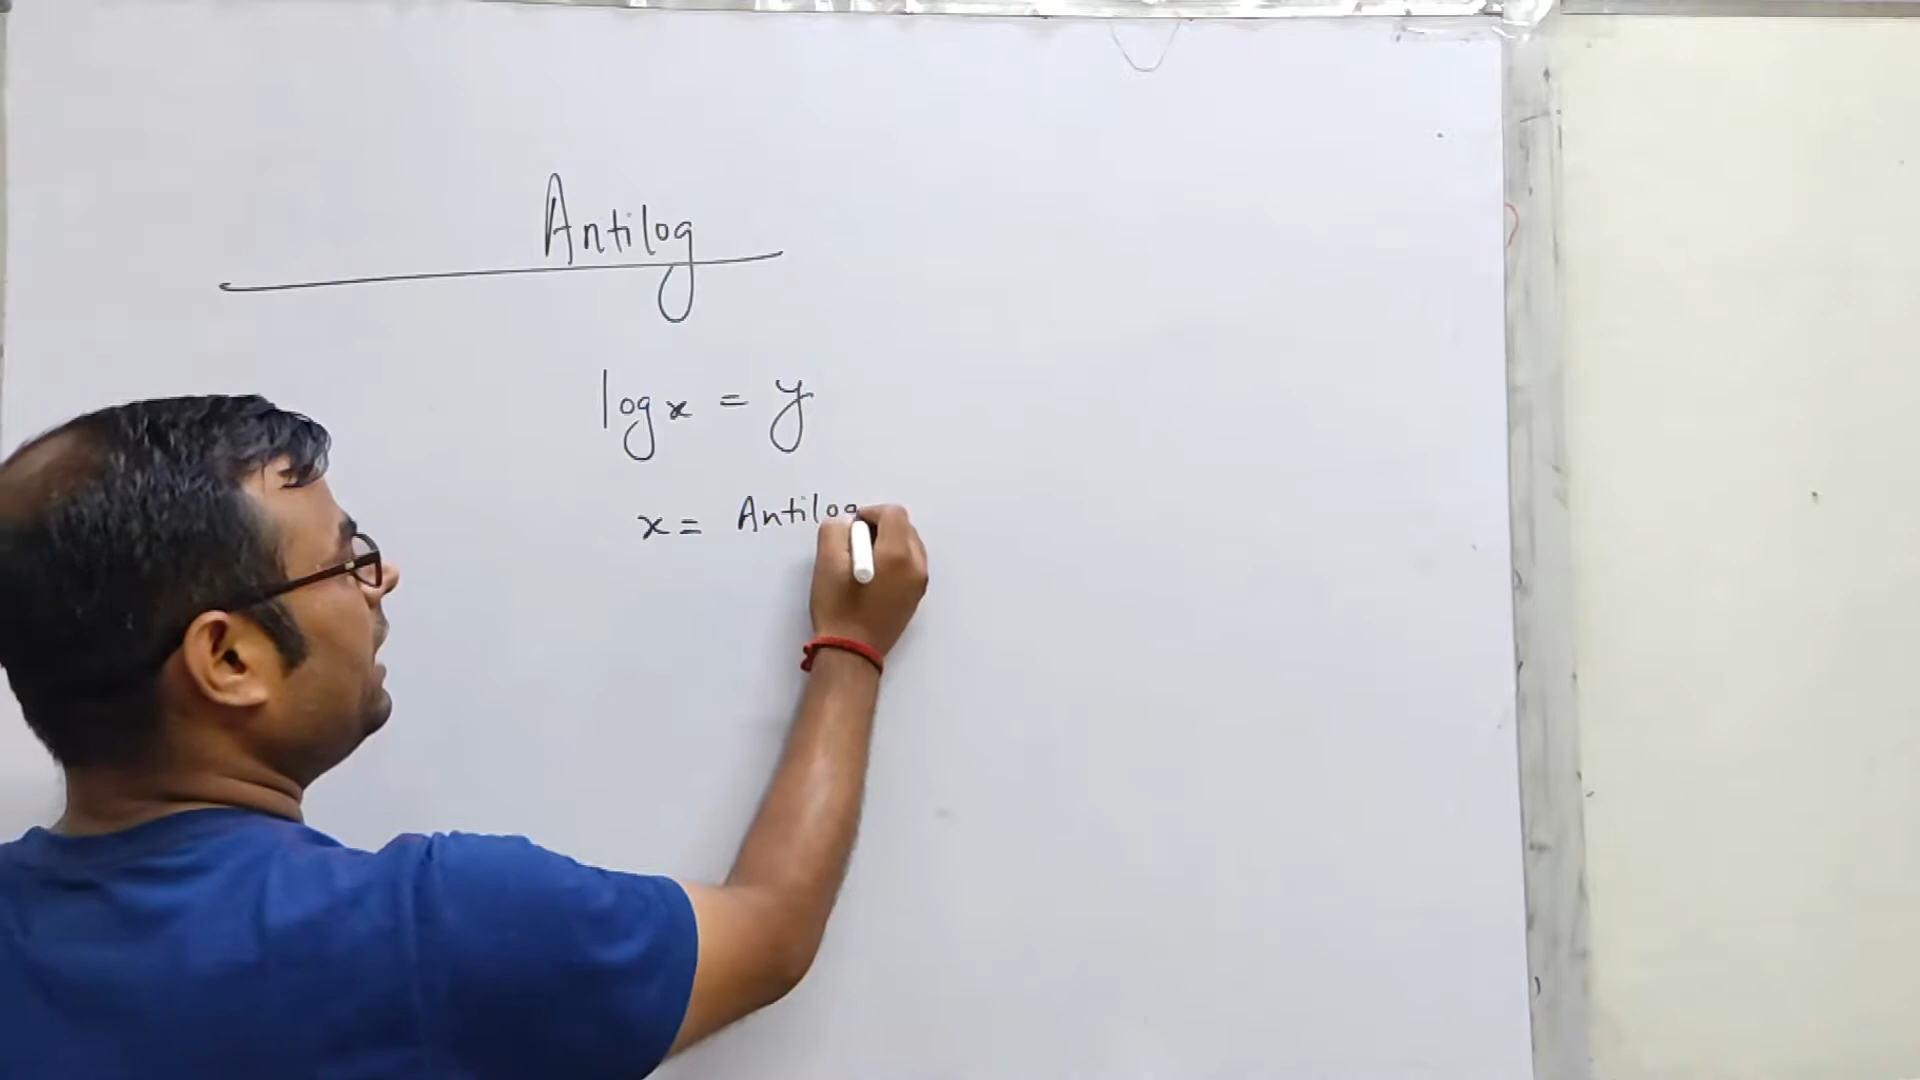 Antilog
log x = y
x = Antilog